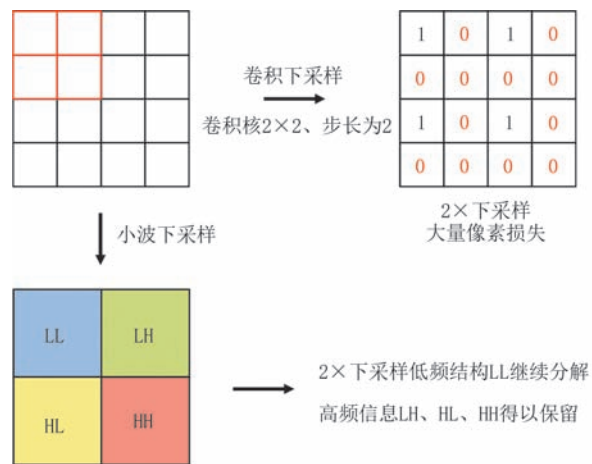 1 0 1 0
0 0 0 0
1 0 1 0
0 0 0 0
卷积下采样
卷积核2×2、步长为2
2×下采样
大量像素损失
小波下采样
LL LH
HL HH
2×下采样低频结构LL继续分解
高频信息LH、HL、HH得以保留